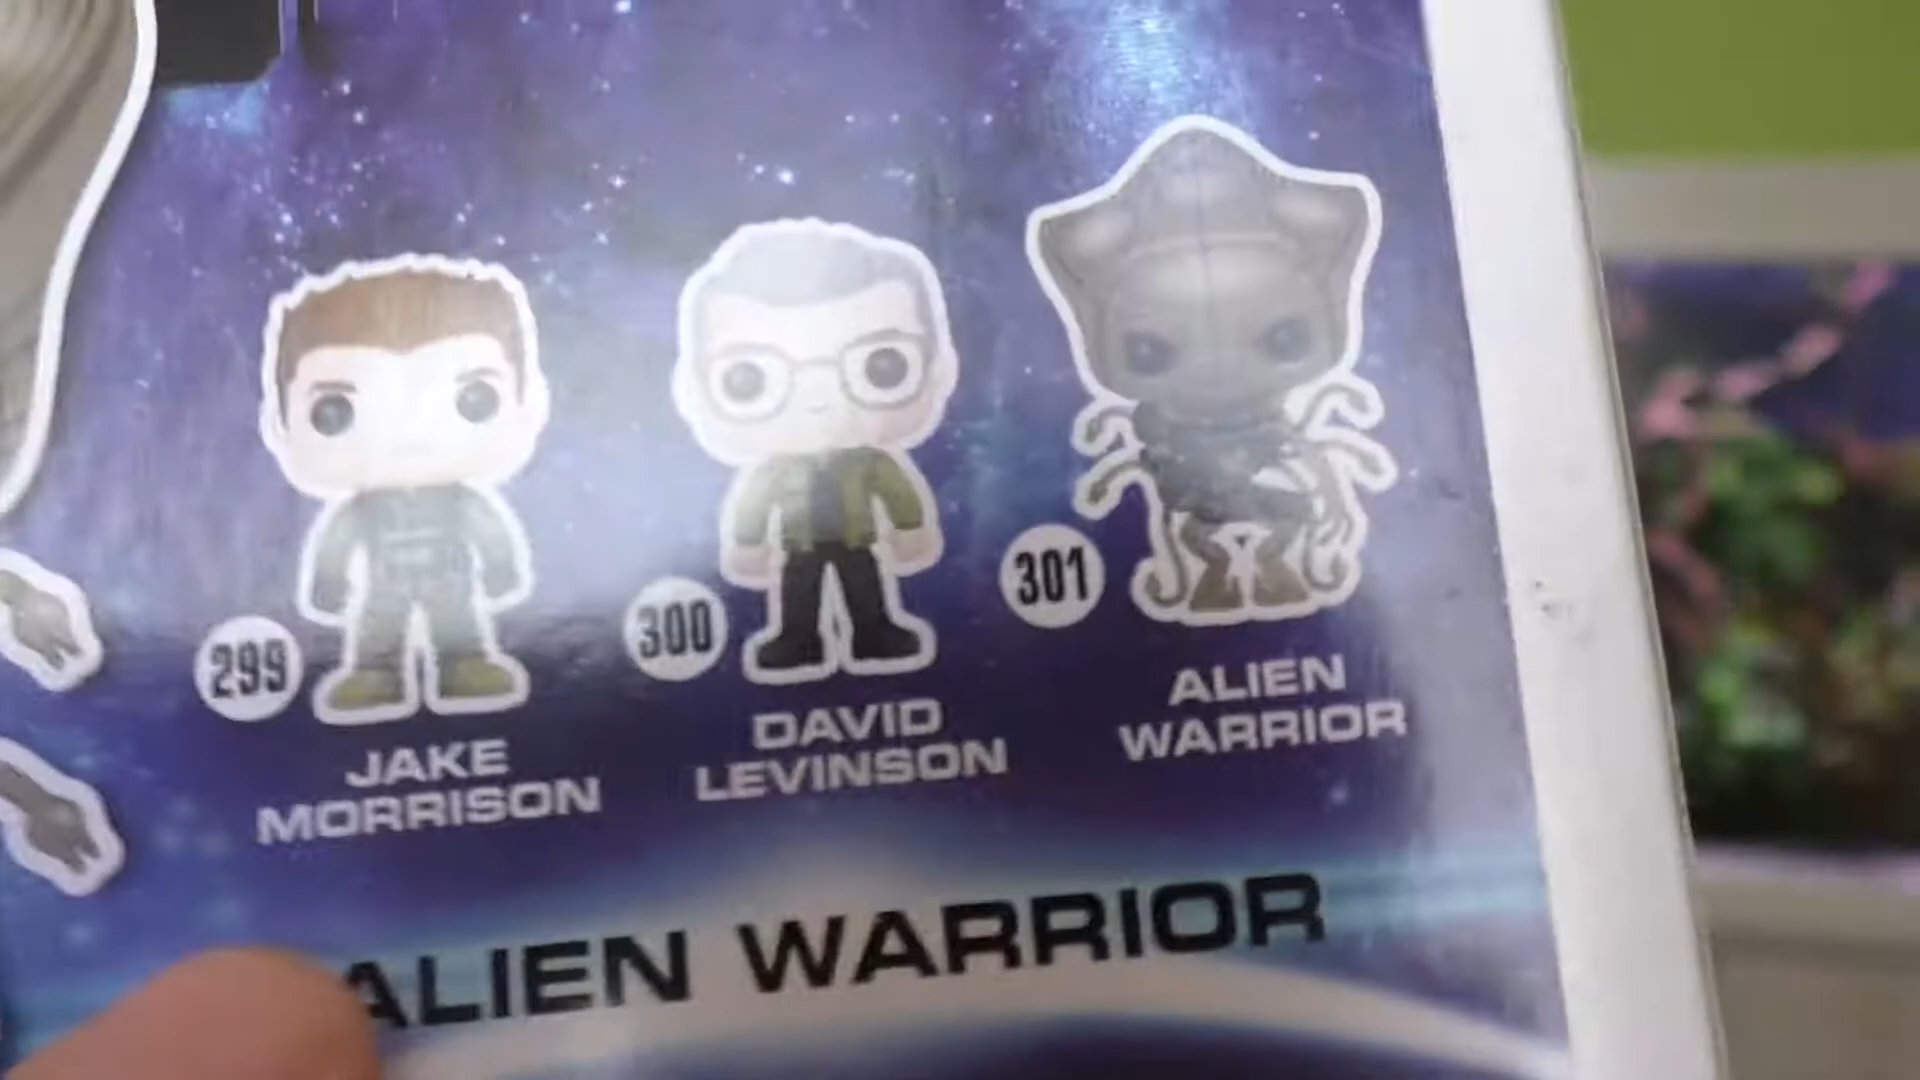 299
JAKE
MORRISON
300
DAVID
LEVINSON
301
ALIEN
WARRIOR
ALIEN WARRIOR